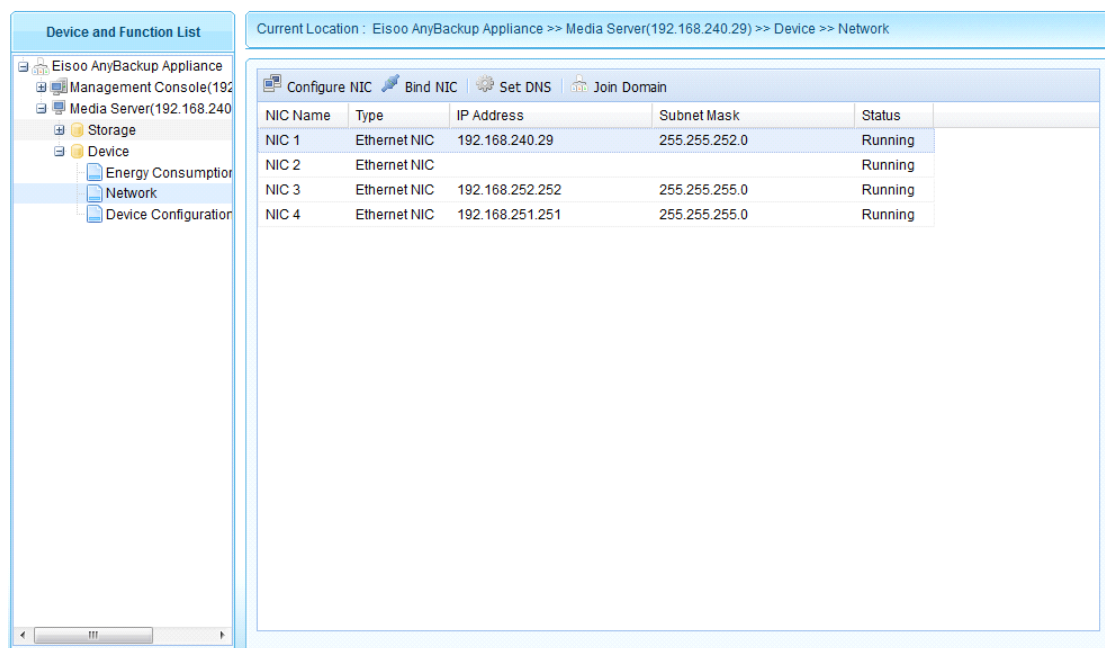 Device and Function List
Eisoo AnyBackup Appliance
Management Console(192
Media Server(192.168.240
Storage
Device
Energy Consumption
Network
Device Configuration
Current Location : Eisoo AnyBackup Appliance >> Media Server(192.168.240.29) >> Device >> Network
Configure NIC Bind NIC Set DNS Join Domain
NIC Name Type IP Address Subnet Mask Status
NIC 1 Ethernet NIC 192.168.240.29 255.255.252.0 Running
NIC 2 Ethernet NIC Running
NIC 3 Ethernet NIC 192.168.252.252 255.255.255.0 Running
NIC 4 Ethernet NIC 192.168.251.251 255.255.255.0 Running